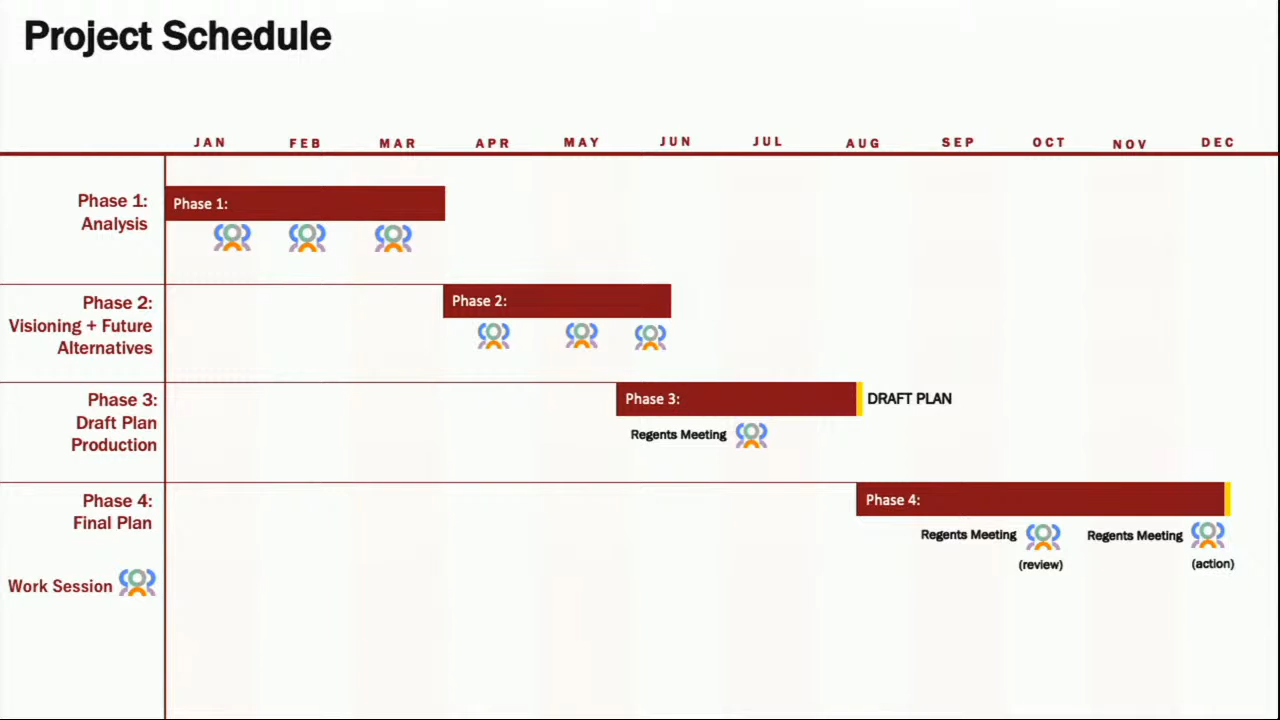 Project Schedule
JAN FEB MAR APR MAY JUN JUL AUG SEP OCT NOV DEC
Phase 1:
Analysis
Phase 1:
Phase 2:
Visioning + Future
Alternatives
Phase 2:
Phase 3:
Draft Plan
Production
Phase 3:
DRAFT PLAN
Regents Meeting
Phase 4:
Final Plan
Phase 4:
Regents Meeting
(review)
Regents Meeting
(action)
Work Session